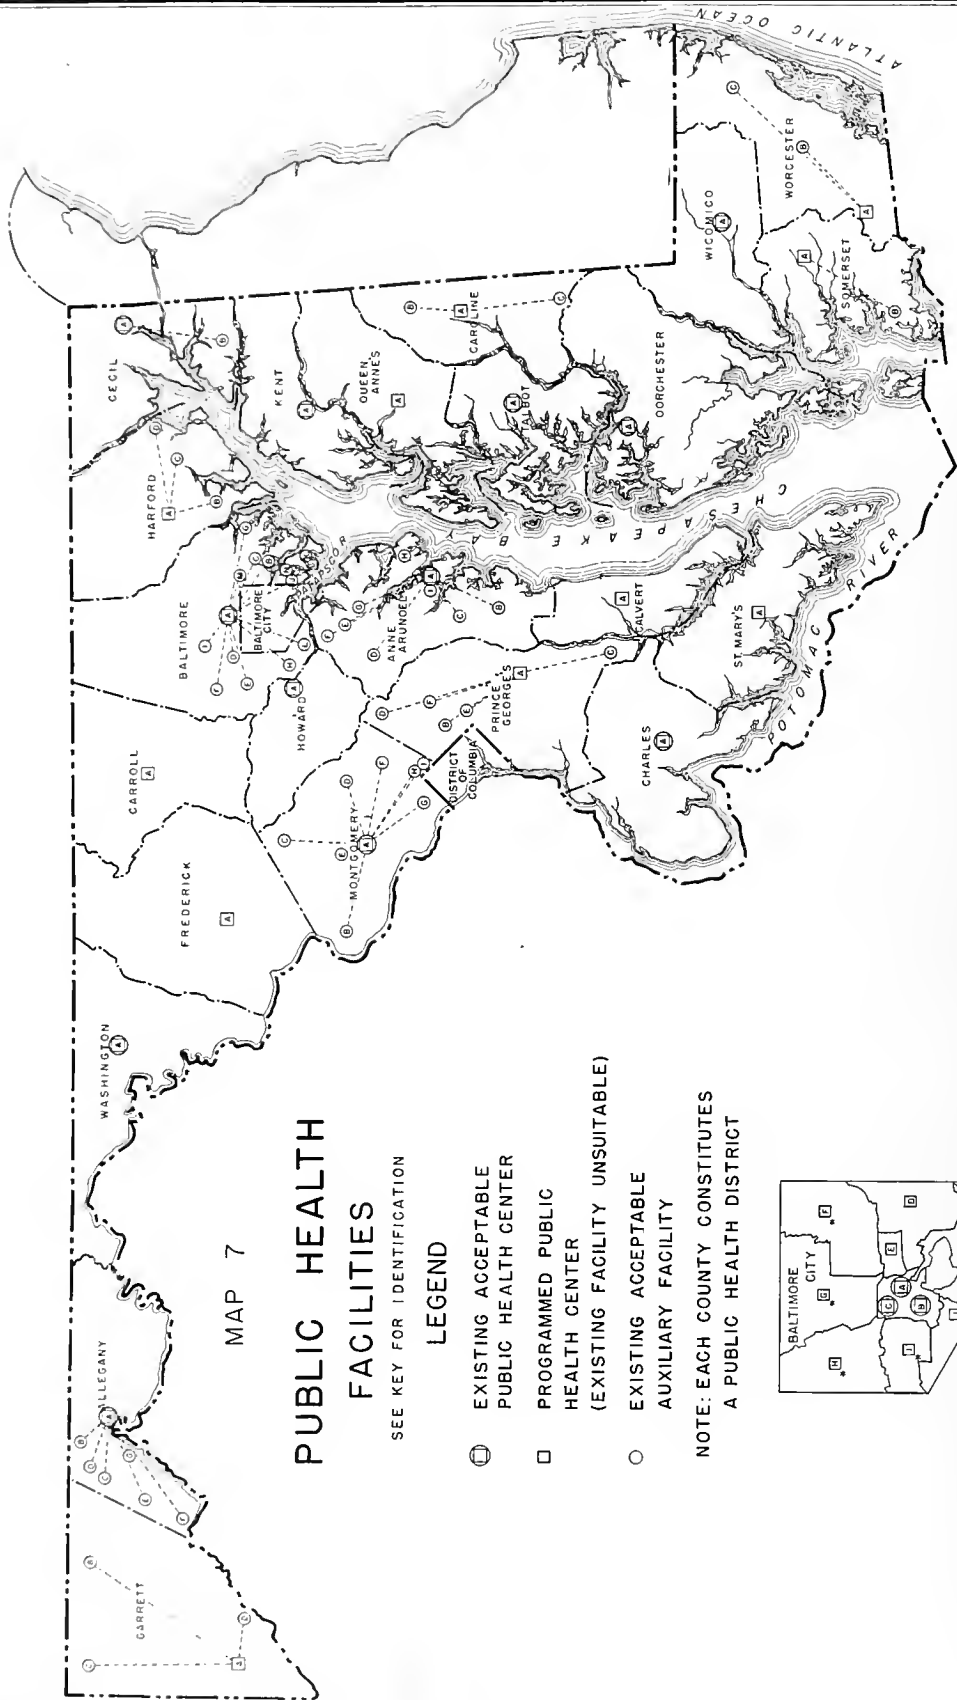 MAP 7
PUBLIC HEALTH
FACILITIES
SEE KEY FOR IDENTIFICATION
LEGEND
EXISTING ACCEPTABLE
PUBLIC HEALTH CENTER
PROGRAMMED PUBLIC
HEALTH CENTER
(EXISTING FACILITY UNSUITABLE)
EXISTING ACCEPTABLE
AUXILIARY FACILITY
NOTE: EACH COUNTY CONSTITUTES
A PUBLIC HEALTH DISTRICT
GARRETT
A
B
C
D
ALLEGANY
A
B
D
C
E
F
WASHINGTON
A
FREDERICK
A
CARROLL
A
BALTIMORE
A
BALTIMORE
CITY
HARFORD
A
B
C
D
CECIL
A
B
KENT
A
QUEEN
ANNE'S
A
CAROLINE
A
B
C
TALBOT
A
DORCHESTER
A
WICOMICO
A
WORCESTER
A
B
C
SOMERSET
A
B
HOWARD
A
MONTGOMERY
A
B
C
D
E
F
G
H
I
DISTRICT
OF
COLUMBIA
PRINCE
GEORGE'S
A
B
C
D
E
F
ANNE
ARUNDEL
A
CALVERT
A
CHARLES
A
ST. MARY'S
A
CHESAPEAKE BAY
POTOMAC RIVER
ATLANTIC OCEAN
BALTIMORE
CITY
A
B
C
D
E
F
*
G
*
H
*
J
*